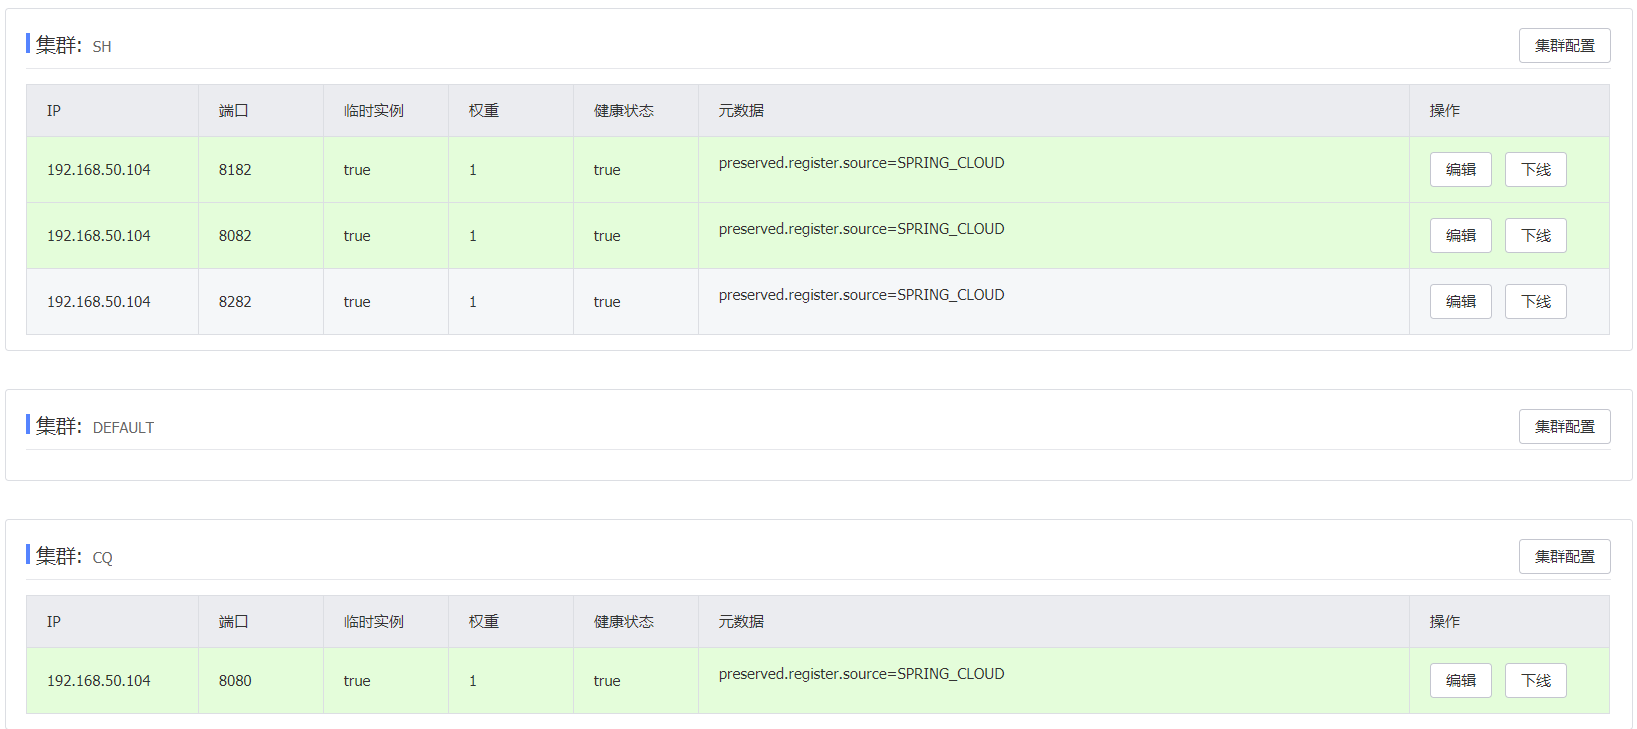 集群: SH 集群配置
IP 端口 临时实例 权重 健康状态 元数据 操作
192.168.50.104 8182 true 1 true preserved.register.source=SPRING_CLOUD 编辑 下线
192.168.50.104 8082 true 1 true preserved.register.source=SPRING_CLOUD 编辑 下线
192.168.50.104 8282 true 1 true preserved.register.source=SPRING_CLOUD 编辑 下线
集群: DEFAULT 集群配置
集群: CQ 集群配置
IP 端口 临时实例 权重 健康状态 元数据 操作
192.168.50.104 8080 true 1 true preserved.register.source=SPRING_CLOUD 编辑 下线